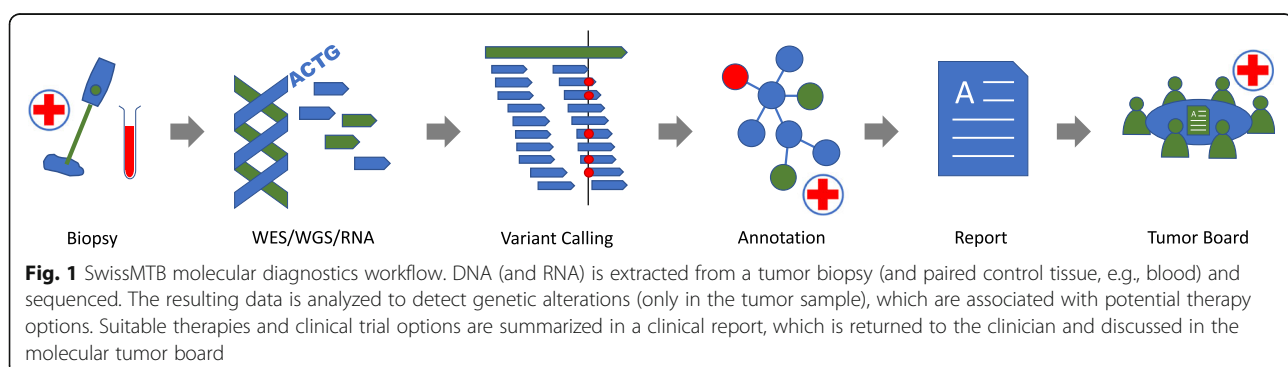 ACTG
A
A
Biopsy
WES/WGS/RNA
Variant Calling
Annotation
Report
Tumor Board
Fig. 1 SwissMTB molecular diagnostics workflow. DNA (and RNA) is extracted from a tumor biopsy (and paired control tissue, e.g., blood) and
sequenced. The resulting data is analyzed to detect genetic alterations (only in the tumor sample), which are associated with potential therapy
options. Suitable therapies and clinical trial options are summarized in a clinical report, which is returned to the clinician and discussed in the
molecular tumor board